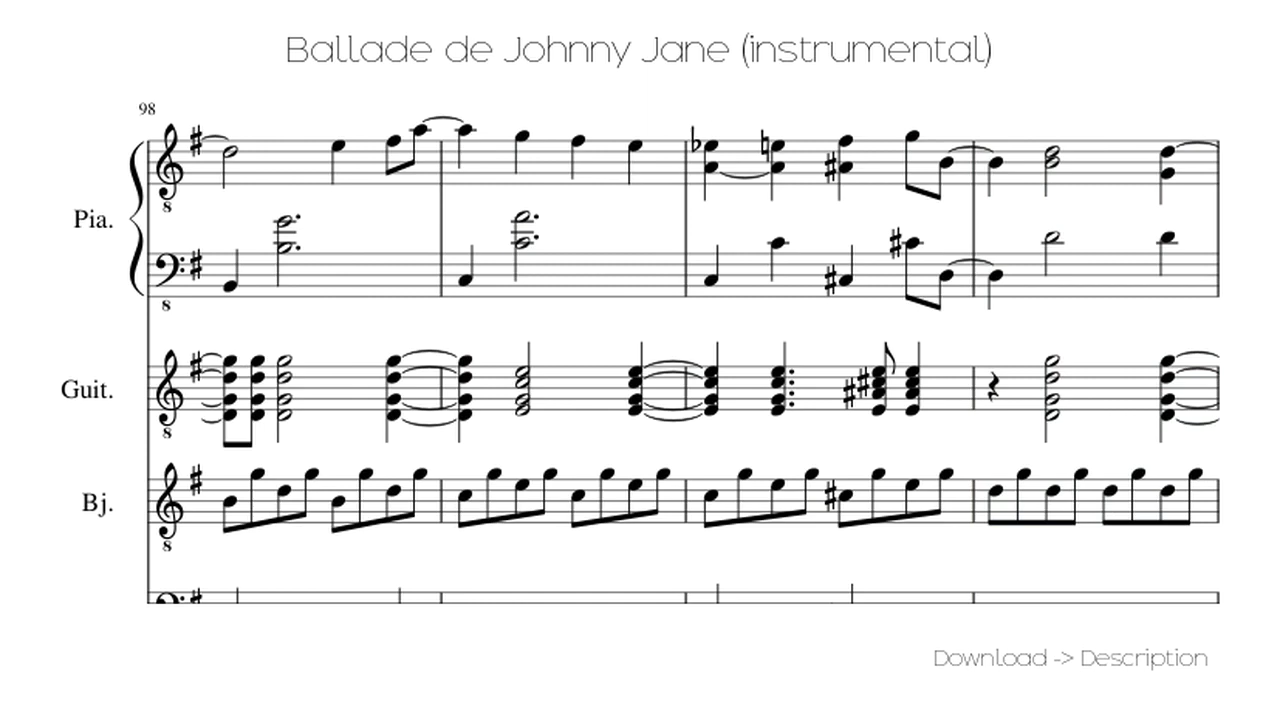 Ballade de Johnny Jane (instrumental)
98
8
Pia.
8
Guit.
8
Bj.
8
Download -> Description